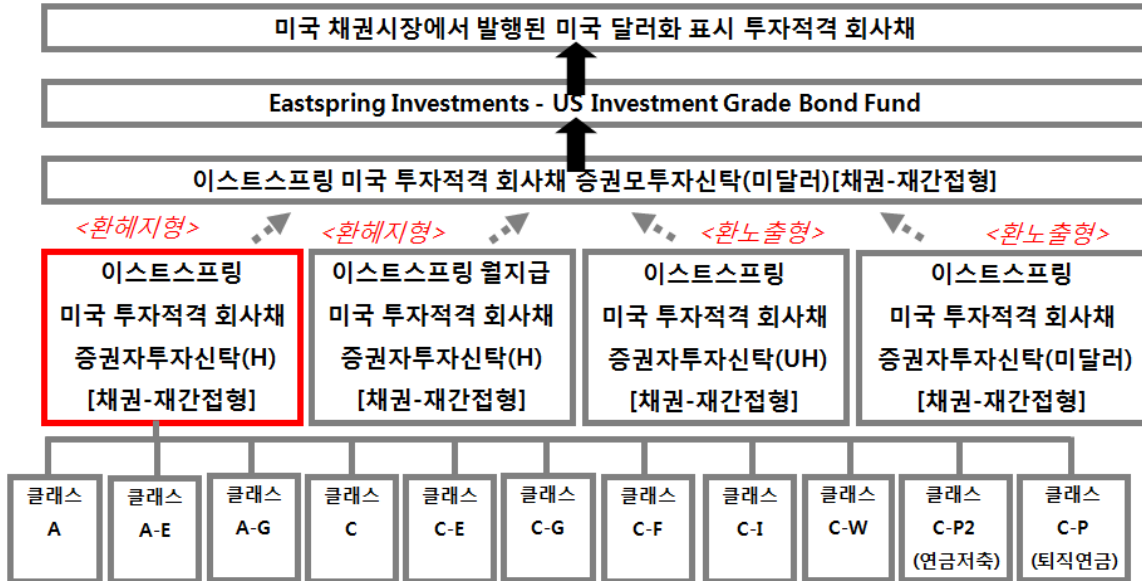 미국 채권시장에서 발행된 미국 달러화 표시 투자적격 회사채
Eastspring Investments - US Investment Grade Bond Fund
이스트스프링 미국 투자적격 회사채 증권모투자신탁(미달러)[채권-재간접형]
<환헤지형>
<환헤지형>
<환노출형>
<환노출형>
이스트스프링
미국 투자적격 회사채
증권자투자신탁(H)
[채권-재간접형]
이스트스프링 월지급
미국 투자적격 회사채
증권자투자신탁(H)
[채권-재간접형]
이스트스프링
미국 투자적격 회사채
증권자투자신탁(UH)
[채권-재간접형]
이스트스프링
미국 투자적격 회사채
증권자투자신탁(미달러)
[채권-재간접형]
클래스
A
클래스
A-E
클래스
A-G
클래스
C
클래스
C-E
클래스
C-G
클래스
C-F
클래스
C-I
클래스
C-W
클래스
C-P2
(연금저축)
클래스
C-P
(퇴직연금)